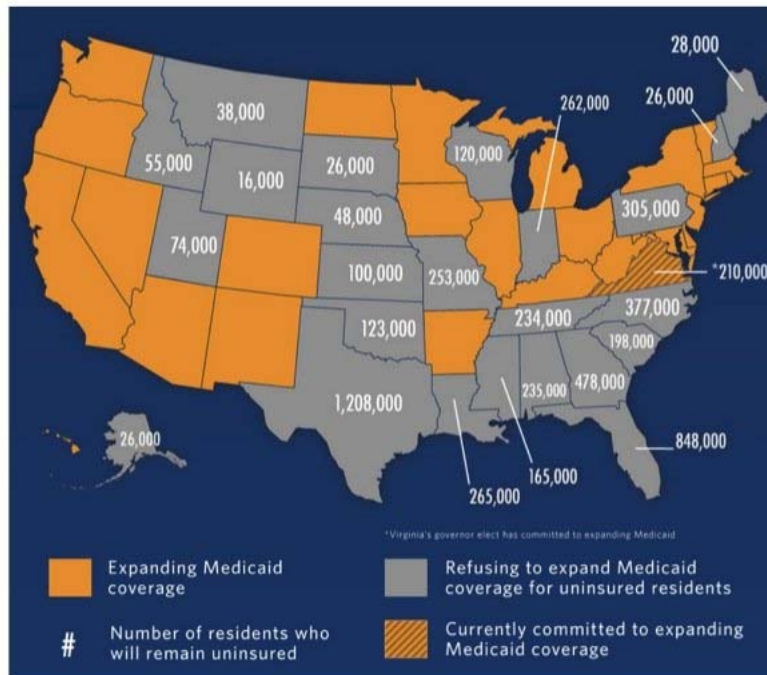 28,000
26,000
262,000
38,000
120,000
55,000
16,000
26,000
305,000
48,000
74,000
*210,000
100,000
253,000
377,000
234,000
123,000
198,000
1,208,000
235,000
478,000
26,000
848,000
165,000
265,000
*Virginia's governor elect has committed to expanding Medicaid
Expanding Medicaid
coverage
Refusing to expand Medicaid
coverage for uninsured residents
# Number of residents who
will remain uninsured
Currently committed to expanding
Medicaid coverage